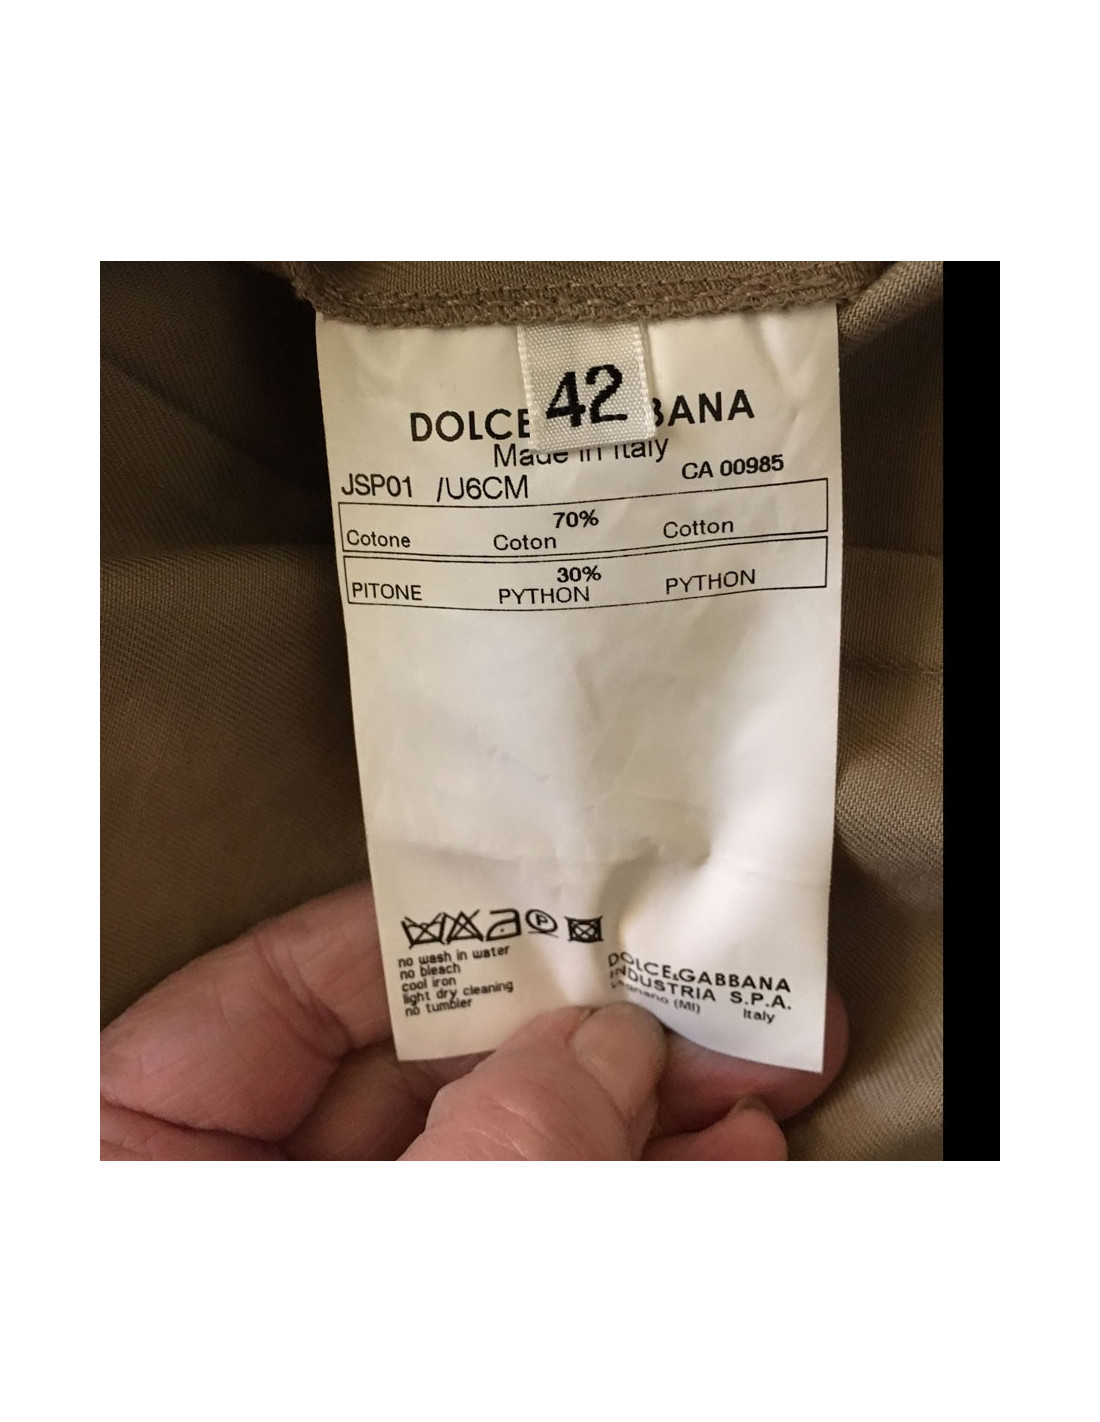 42
DOLCE BANA
Made in Italy
CA 00985
JSP01 /U6CM
70%
Cotone Coton Cotton
30%
PITONE PYTHON PYTHON
P
no wash in water
no bleach
cool iron
light dry cleaning
no tumbler
DOLCE&GABBANA
INDUSTRIA S.P.A.
Legnano (MI) Italy